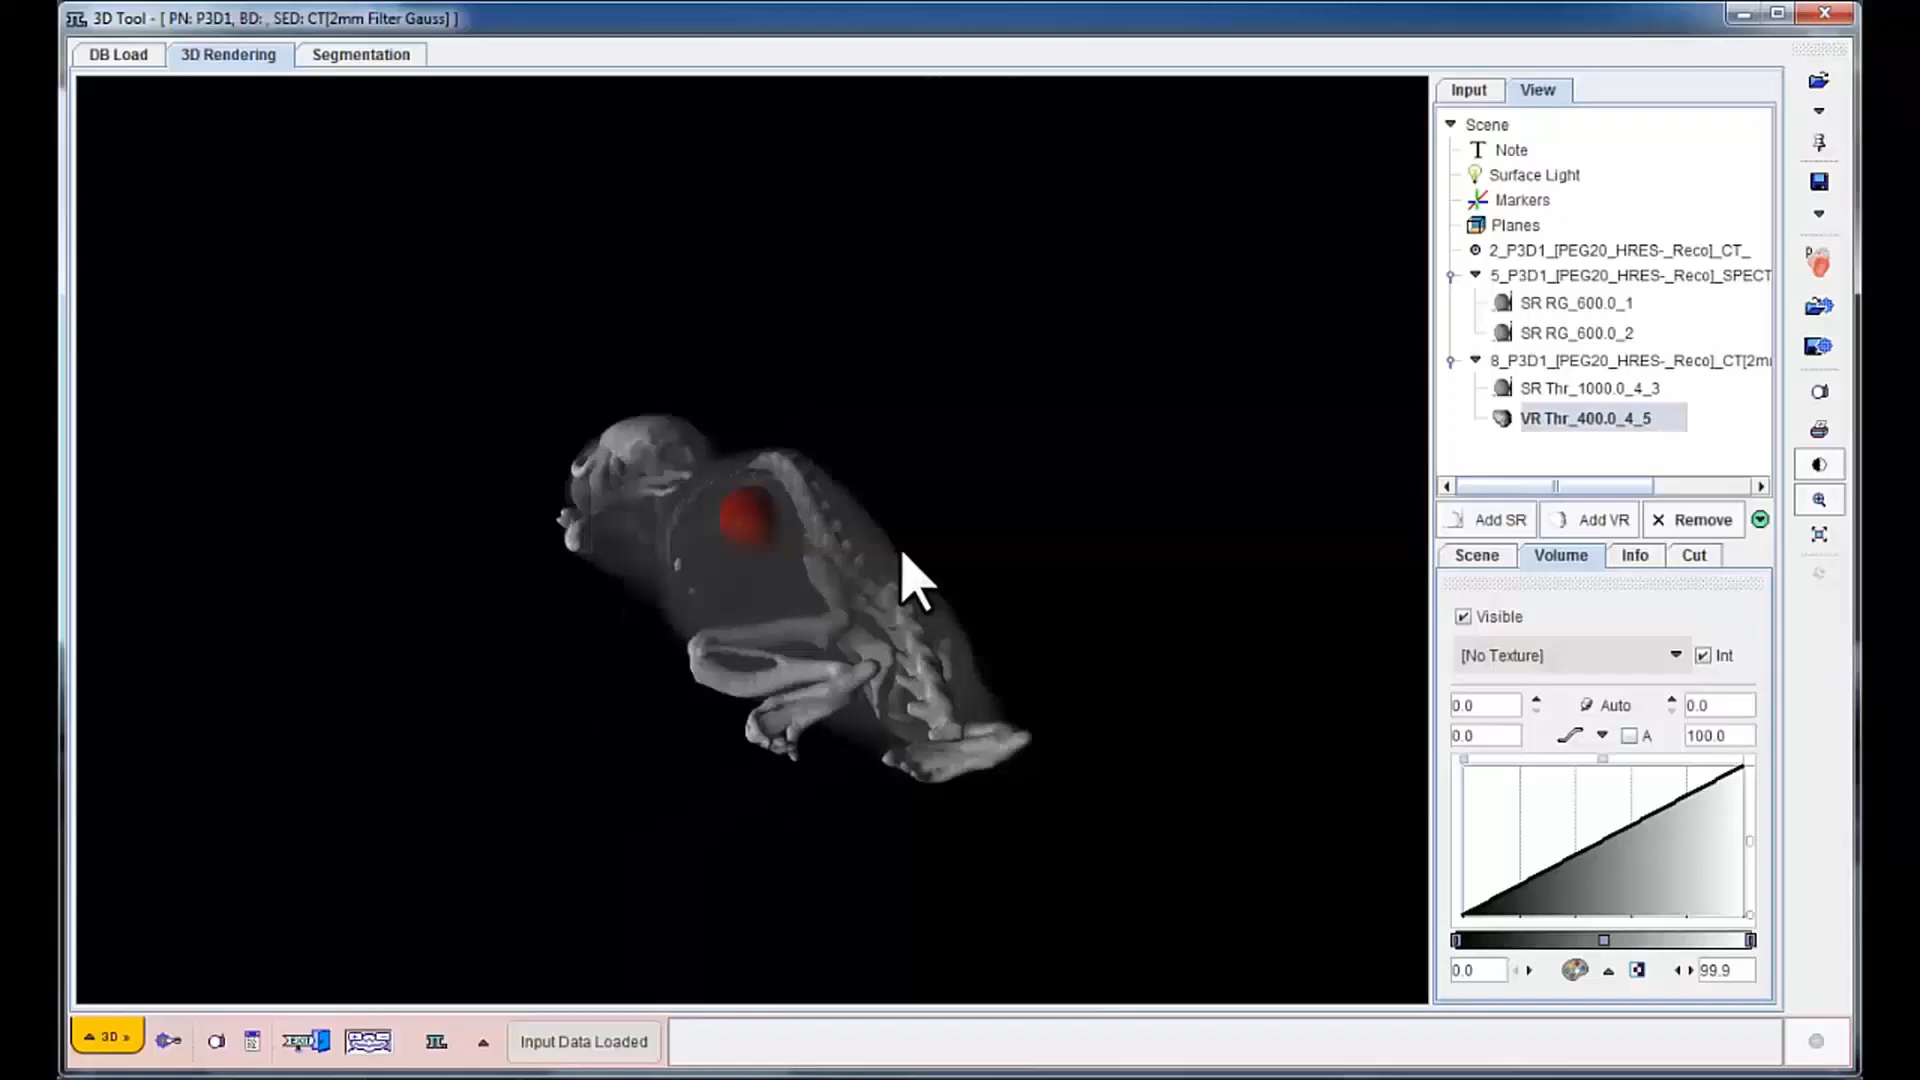 3D Tool - [ PN: P3D1, BD: , SED: CT[2mm Filter Gauss] ]
DB Load
3D Rendering
Segmentation
Input
View
Scene
T Note
Surface Light
Markers
Planes
2_P3D1_[PEG20_HRES-_Reco]_CT_
5_P3D1_[PEG20_HRES-_Reco]_SPECT
SR RG_600.0_1
SR RG_600.0_2
8_P3D1_[PEG20_HRES-_Reco]_CT[2m
SR Thr_1000.0_4_3
VR Thr_400.0_4_5
Add SR
Add VR
Remove
Scene
Volume
Info
Cut
Visible
[No Texture]
Int
0.0
Auto
0.0
0.0
A
100.0
0.0
99.9
3D »
EXIT
Input Data Loaded